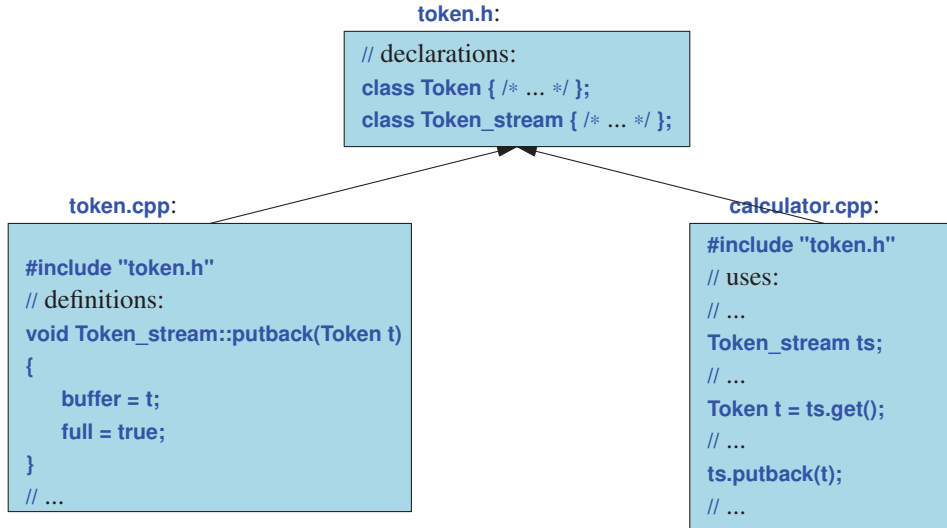 token.h:
// declarations:
class Token { /* ... */ };
class Token_stream { /* ... */ };
token.cpp:
#include "token.h"
// definitions:
void Token_stream::putback(Token t)
{
buffer = t;
full = true;
}
// ...
calculator.cpp:
#include "token.h"
// uses:
// ...
Token_stream ts;
// ...
Token t = ts.get();
// ...
ts.putback(t);
// ...